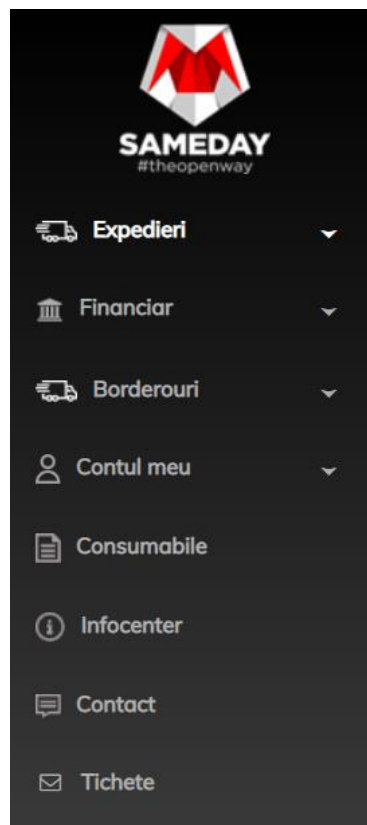 SAMEDAY
#theopenway
Expedieri
Financiar
Borderouri
Contul meu
Consumabile
Infocenter
Contact
Tichete